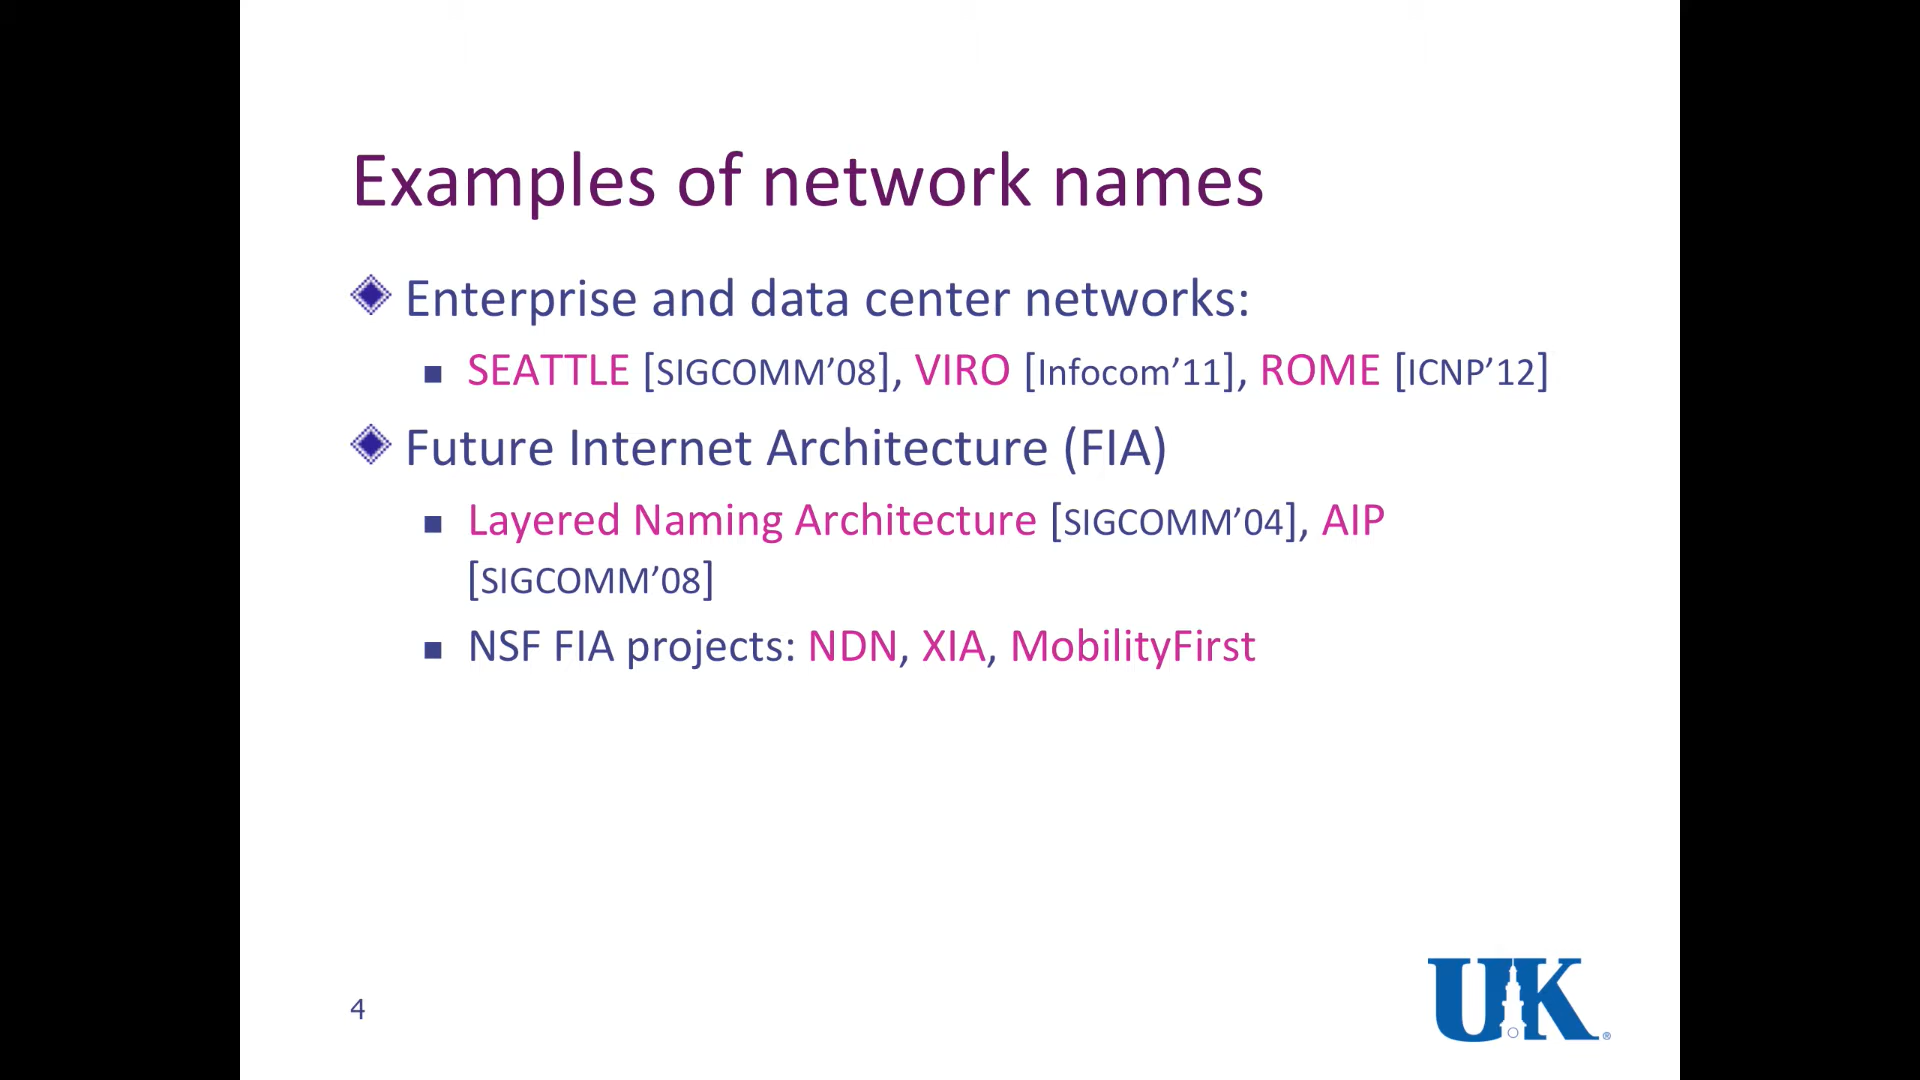 Examples of network names
Enterprise and data center networks:
SEATTLE [SIGCOMM’08], VIRO [Infocom’11], ROME [ICNP’12]
Future Internet Architecture (FIA)
Layered Naming Architecture [SIGCOMM’04], AIP
[SIGCOMM’08]
NSF FIA projects: NDN, XIA, MobilityFirst
4
UK®